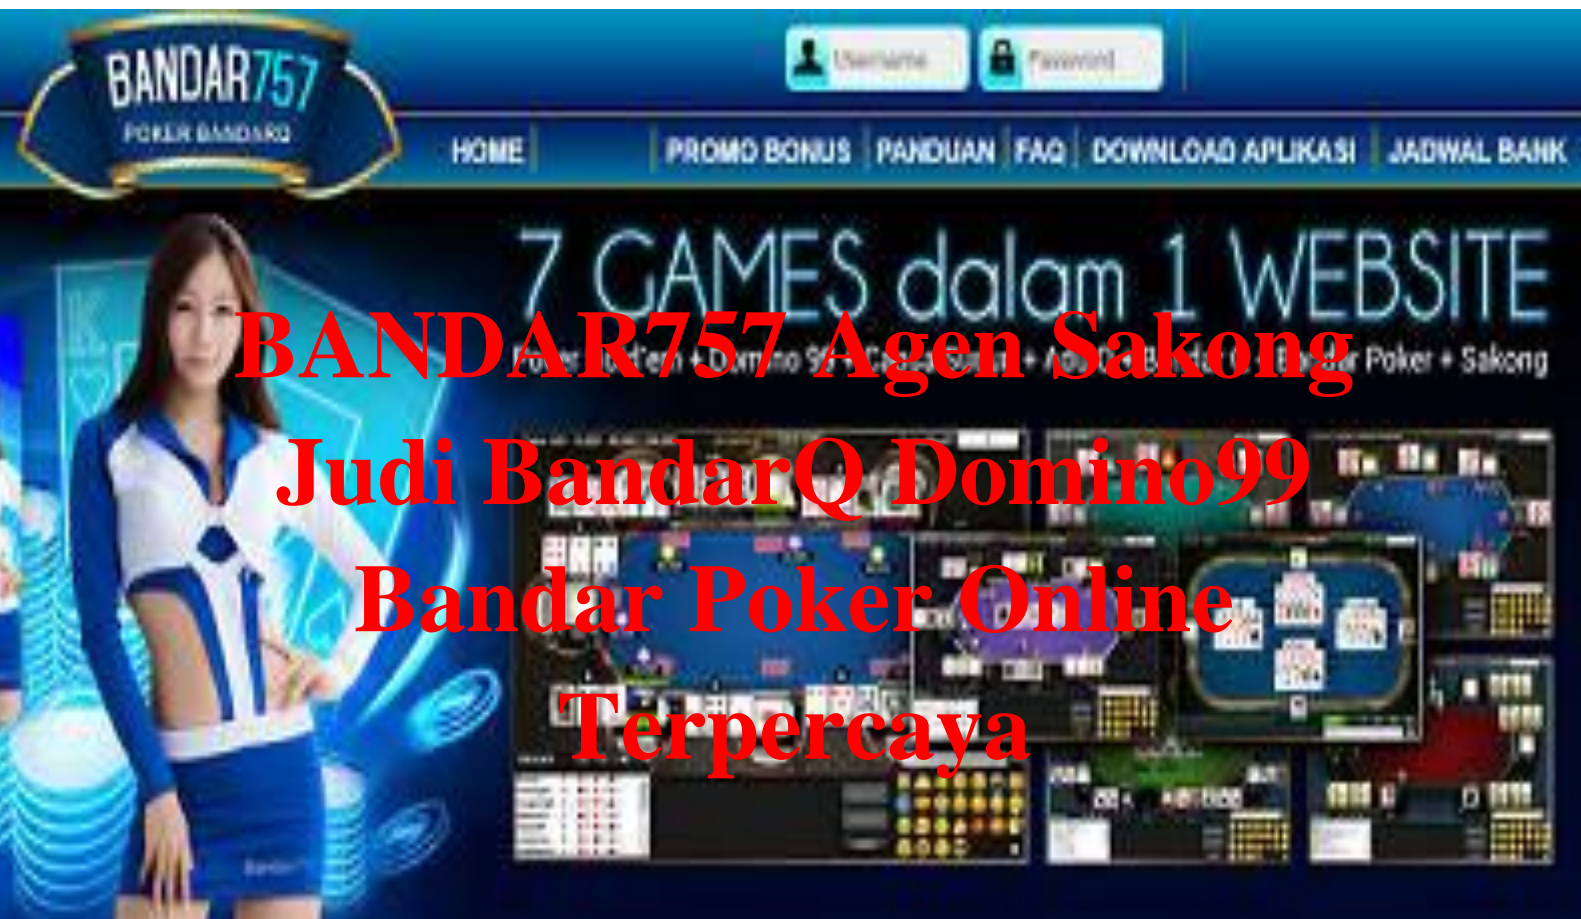 BANDAR757
POKER BANDARQ
Username
Password
HOME
PROMO BONUS
PANDUAN
FAQ
DOWNLOAD APLIKASI
JADWAL BANK
7 GAMES dalam 1 WEBSITE
Poker + Sakong
BANDAR757 Agen Sakong
Judi BandarQ Domino99
Bandar Poker Online
Terpercaya